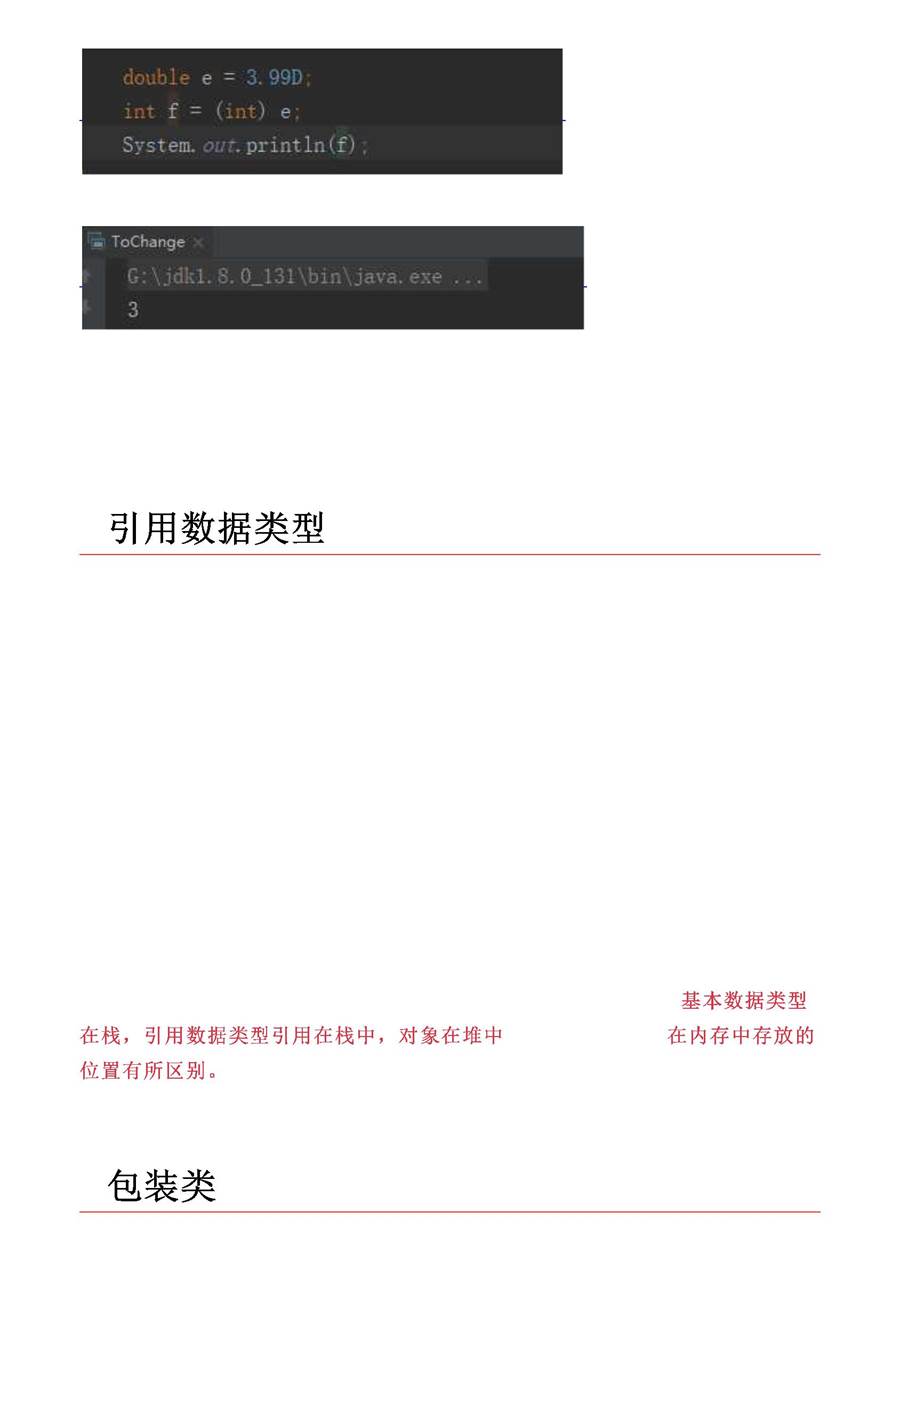 double e = 3.99D;
int f = (int) e;
System.out.println(f);
ToChange ×
G:\jdk1.8.0_131\bin\java.exe ...
3
引用数据类型
基本数据类型
在栈，引用数据类型引用在栈中，对象在堆中 在内存中存放的
位置有所区别。
包装类